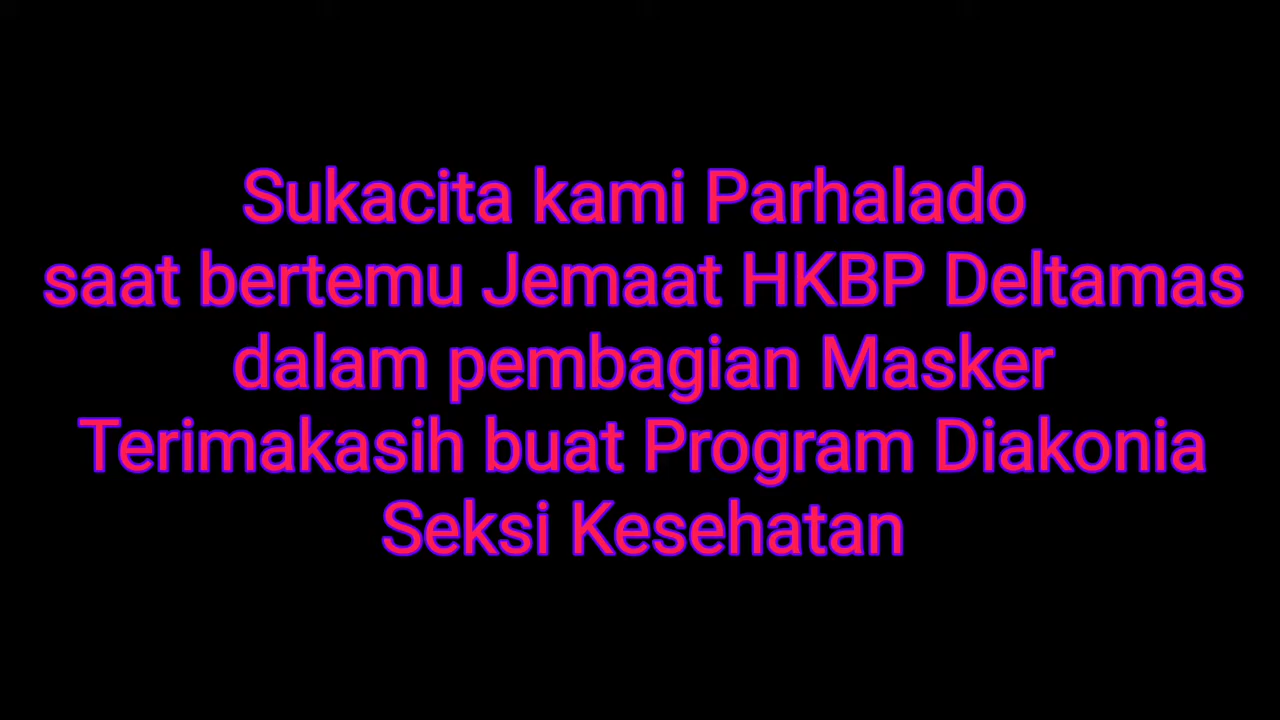 Sukacita kami Parhalado
saat bertemu Jemaat HKBP Deltamas
dalam pembagian Masker
Terimakasih buat Program Diakonia
Seksi Kesehatan